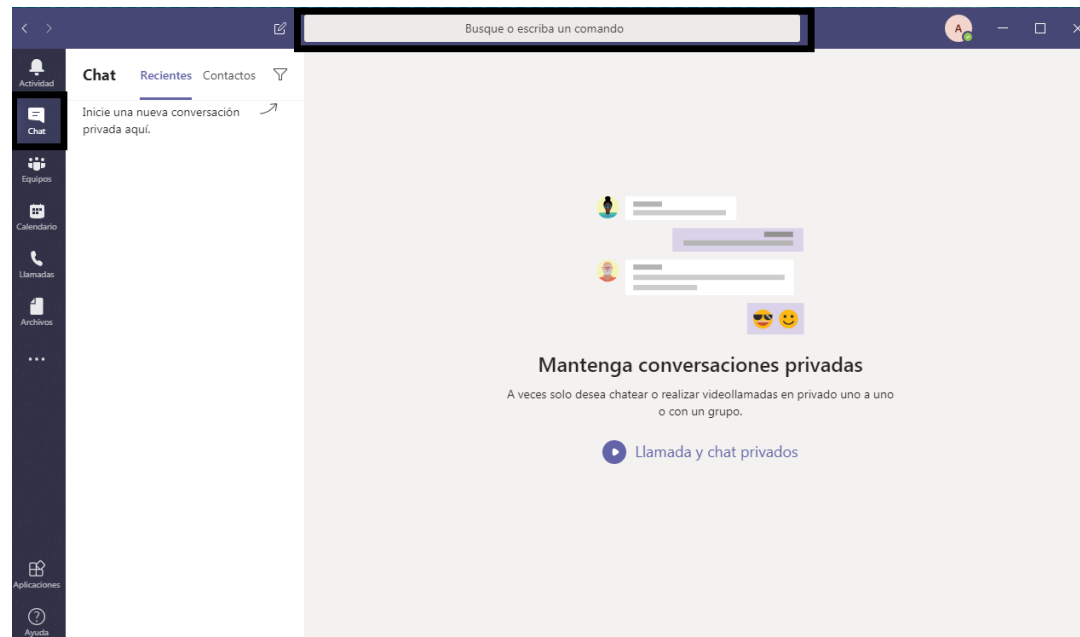 Busque o escriba un comando
A
Actividad
Chat
Equipos
Calendario
Llamadas
Archivos
Aplicaciones
Ayuda
Chat Recientes Contactos
Inicie una nueva conversación
privada aquí.
Mantenga conversaciones privadas
A veces solo desea chatear o realizar videollamadas en privado uno a uno
o con un grupo.
Llamada y chat privados